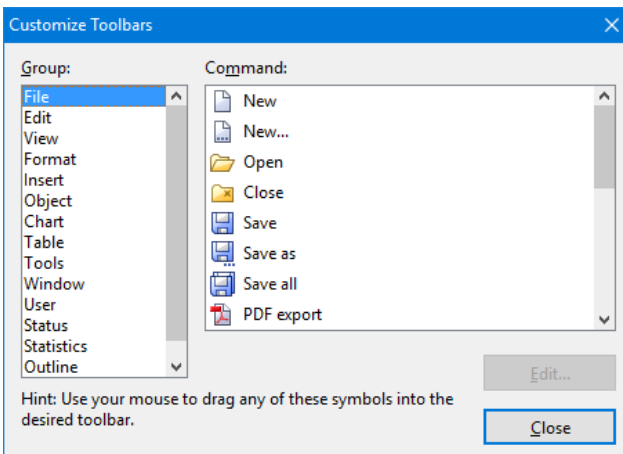 Customize Toolbars
Group:
File
Edit
View
Format
Insert
Object
Chart
Table
Tools
Window
User
Status
Statistics
Outline
Command:
New
New...
Open
Close
Save
Save as
Save all
PDF export
Edit...
Hint: Use your mouse to drag any of these symbols into the
desired toolbar.
Close